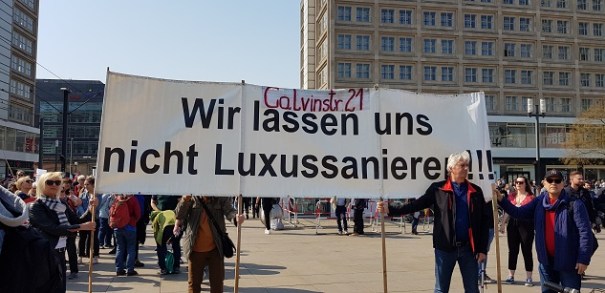 Calvinstr. 21
Wir lassen uns
nicht Luxussanieren!!!